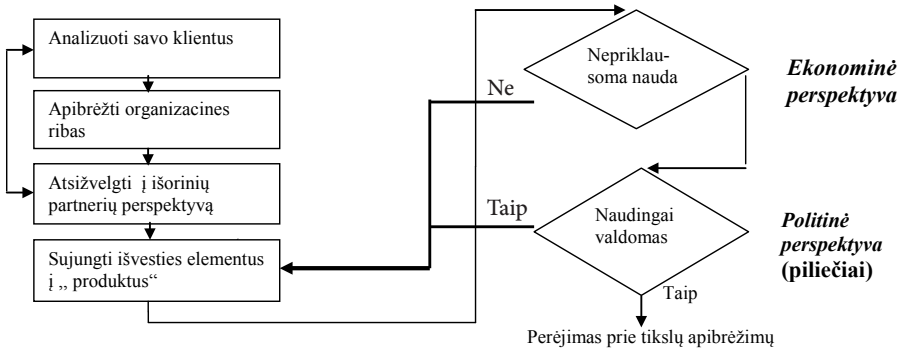 Analizuoti savo klientus
Apibrėžti organizacines
ribas
Atsižvelgti į išorinių
partnerių perspektyvą
Sujungti išvesties elementus
į ,, produktus“
Nepriklau-
soma nauda
Ne
Ekonominė
perspektyva
Naudingai
valdomas
Taip
Politinė
perspektyva
(piliečiai)
Taip
Perėjimas prie tikslų apibrėžimų